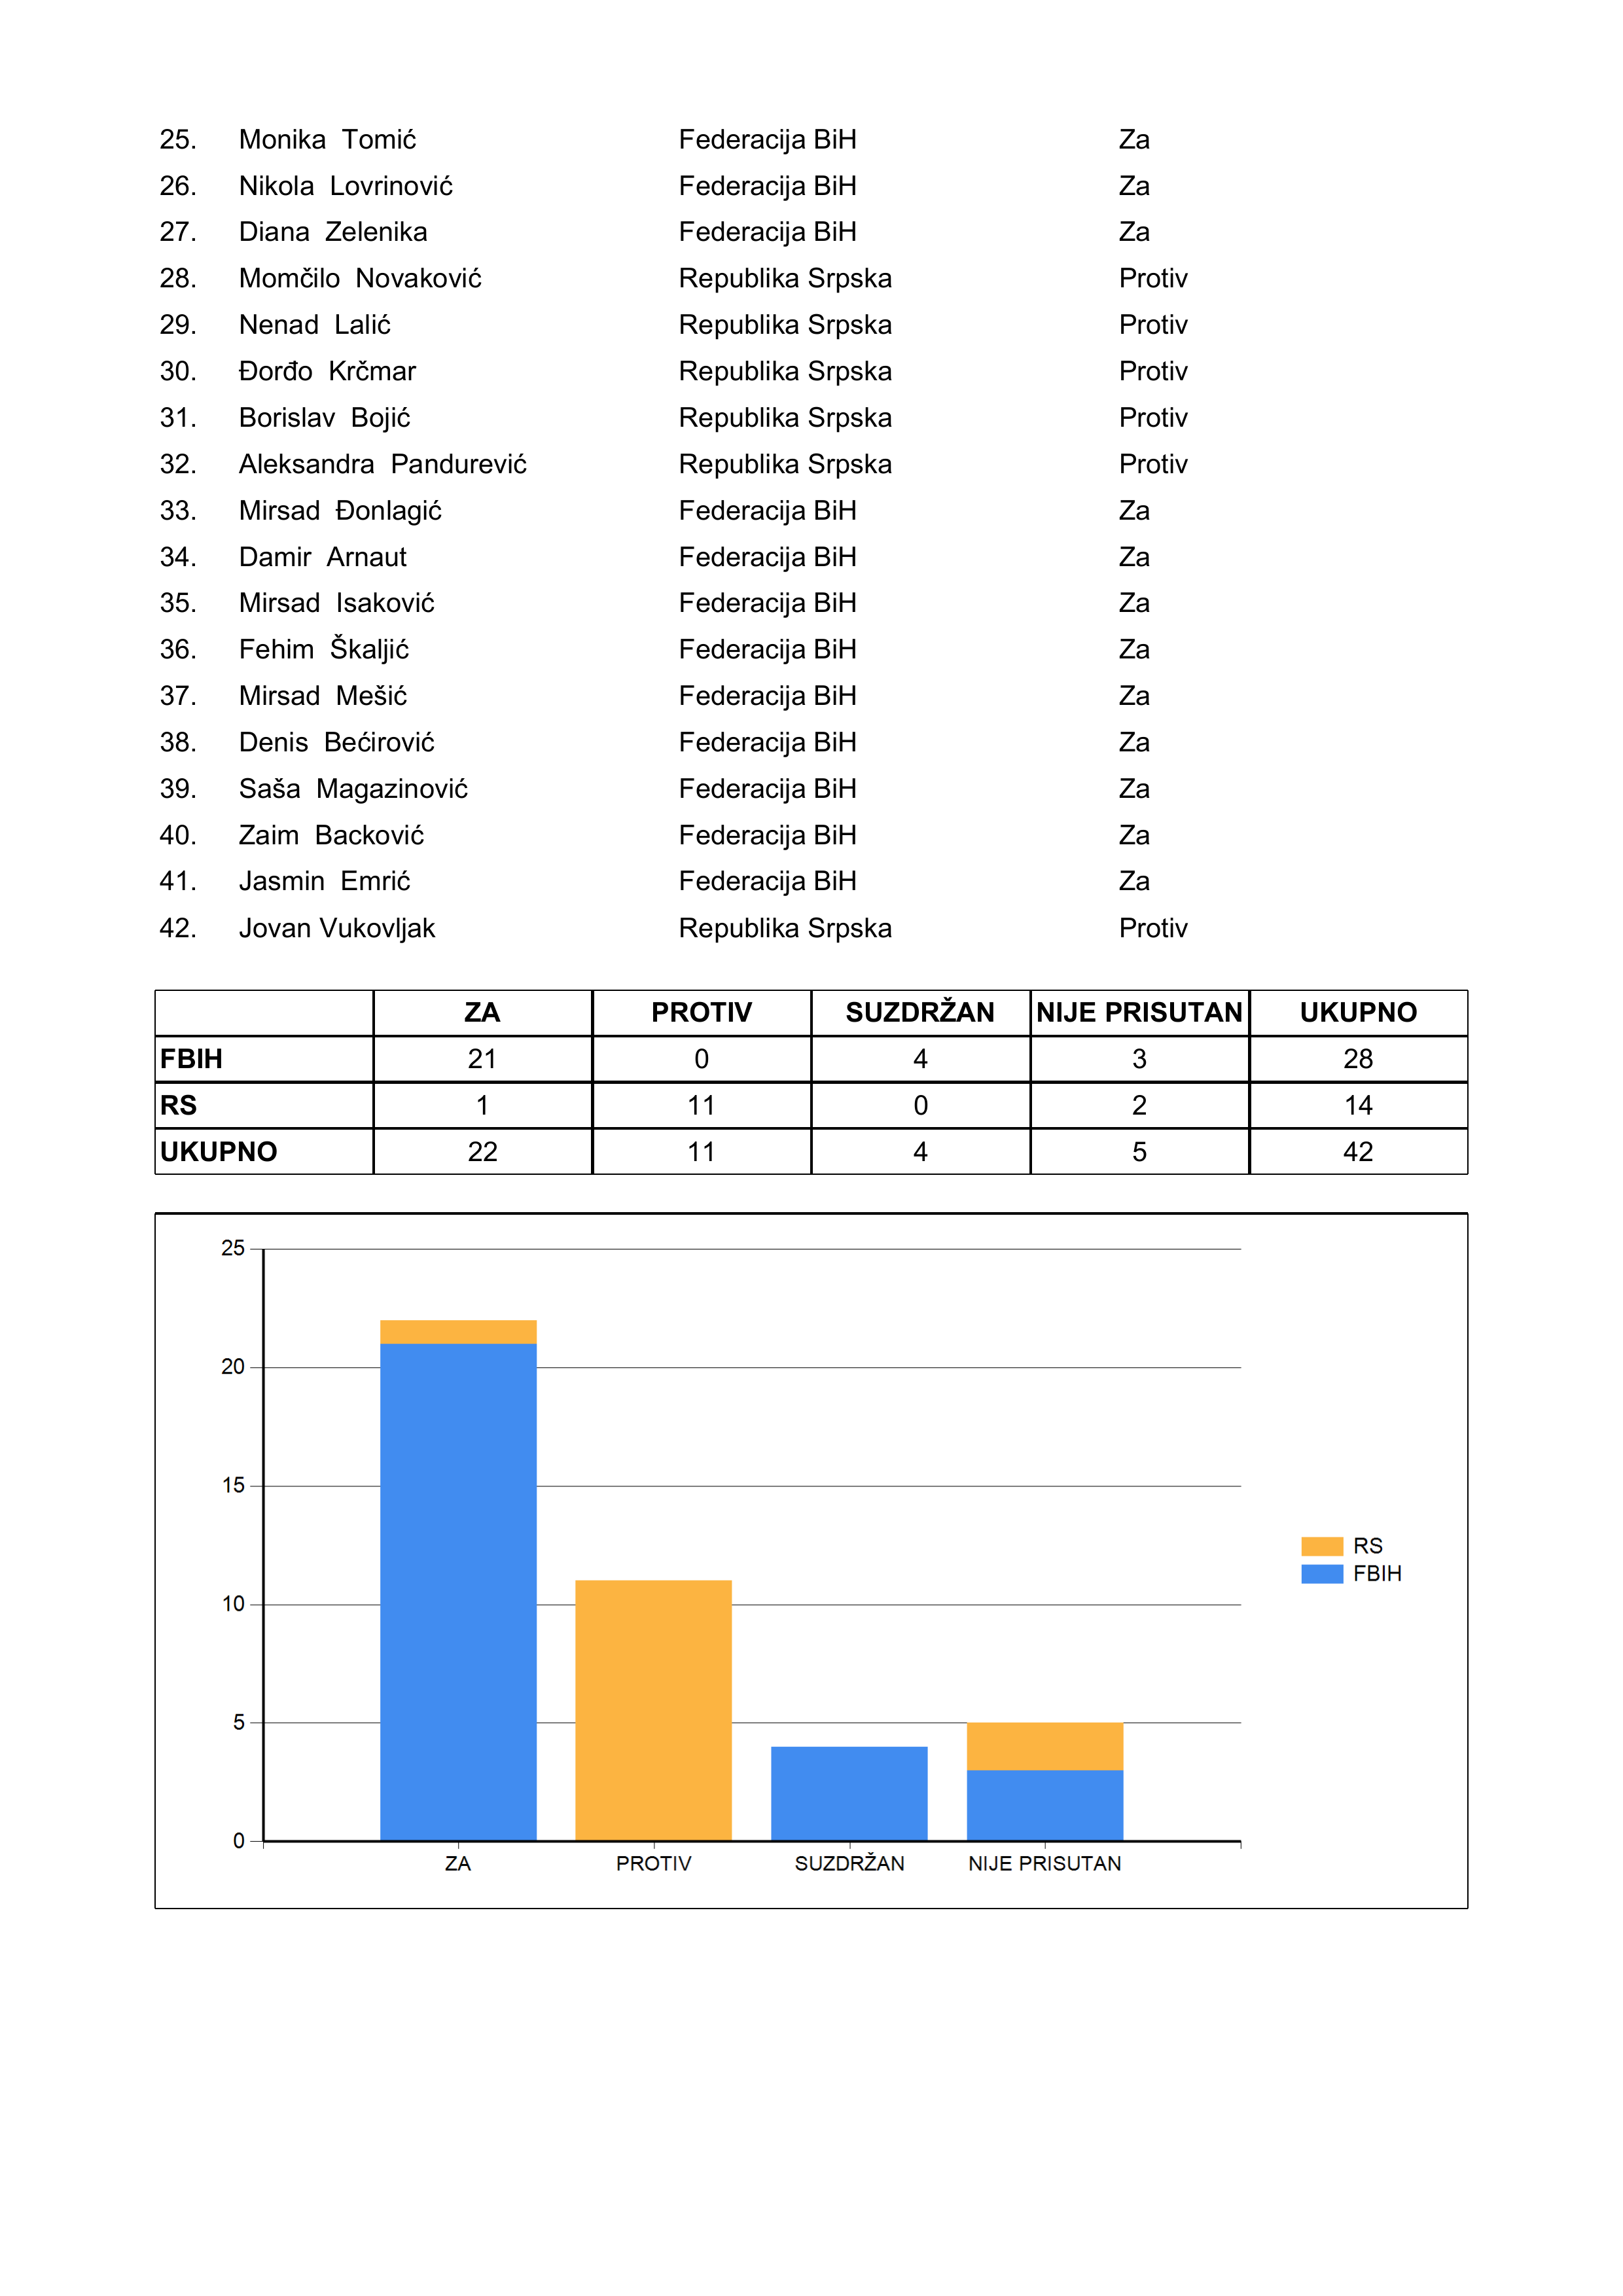 25. Monika Tomić Federacija BiH Za
26. Nikola Lovrinović Federacija BiH Za
27. Diana Zelenika Federacija BiH Za
28. Momčilo Novaković Republika Srpska Protiv
29. Nenad Lalić Republika Srpska Protiv
30. Đorđo Krčmar Republika Srpska Protiv
31. Borislav Bojić Republika Srpska Protiv
32. Aleksandra Pandurević Republika Srpska Protiv
33. Mirsad Đonlagić Federacija BiH Za
34. Damir Arnaut Federacija BiH Za
35. Mirsad Isaković Federacija BiH Za
36. Fehim Škaljić Federacija BiH Za
37. Mirsad Mešić Federacija BiH Za
38. Denis Bećirović Federacija BiH Za
39. Saša Magazinović Federacija BiH Za
40. Zaim Backović Federacija BiH Za
41. Jasmin Emrić Federacija BiH Za
42. Jovan Vukovljak Republika Srpska Protiv
ZA PROTIV SUZDRŽAN NIJE PRISUTAN UKUPNO
FBIH 21 0 4 3 28
RS 1 11 0 2 14
UKUPNO 22 11 4 5 42
25
20
15
10
5
0
ZA PROTIV SUZDRŽAN NIJE PRISUTAN
RS
FBIH